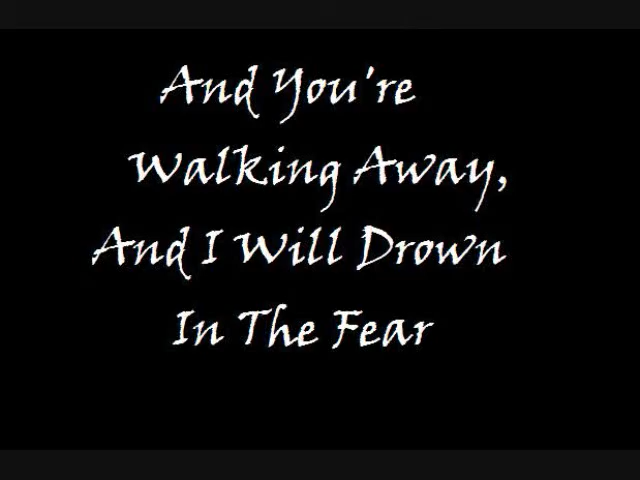 And You're
Walking Away,
And I Will Drown
In The Fear